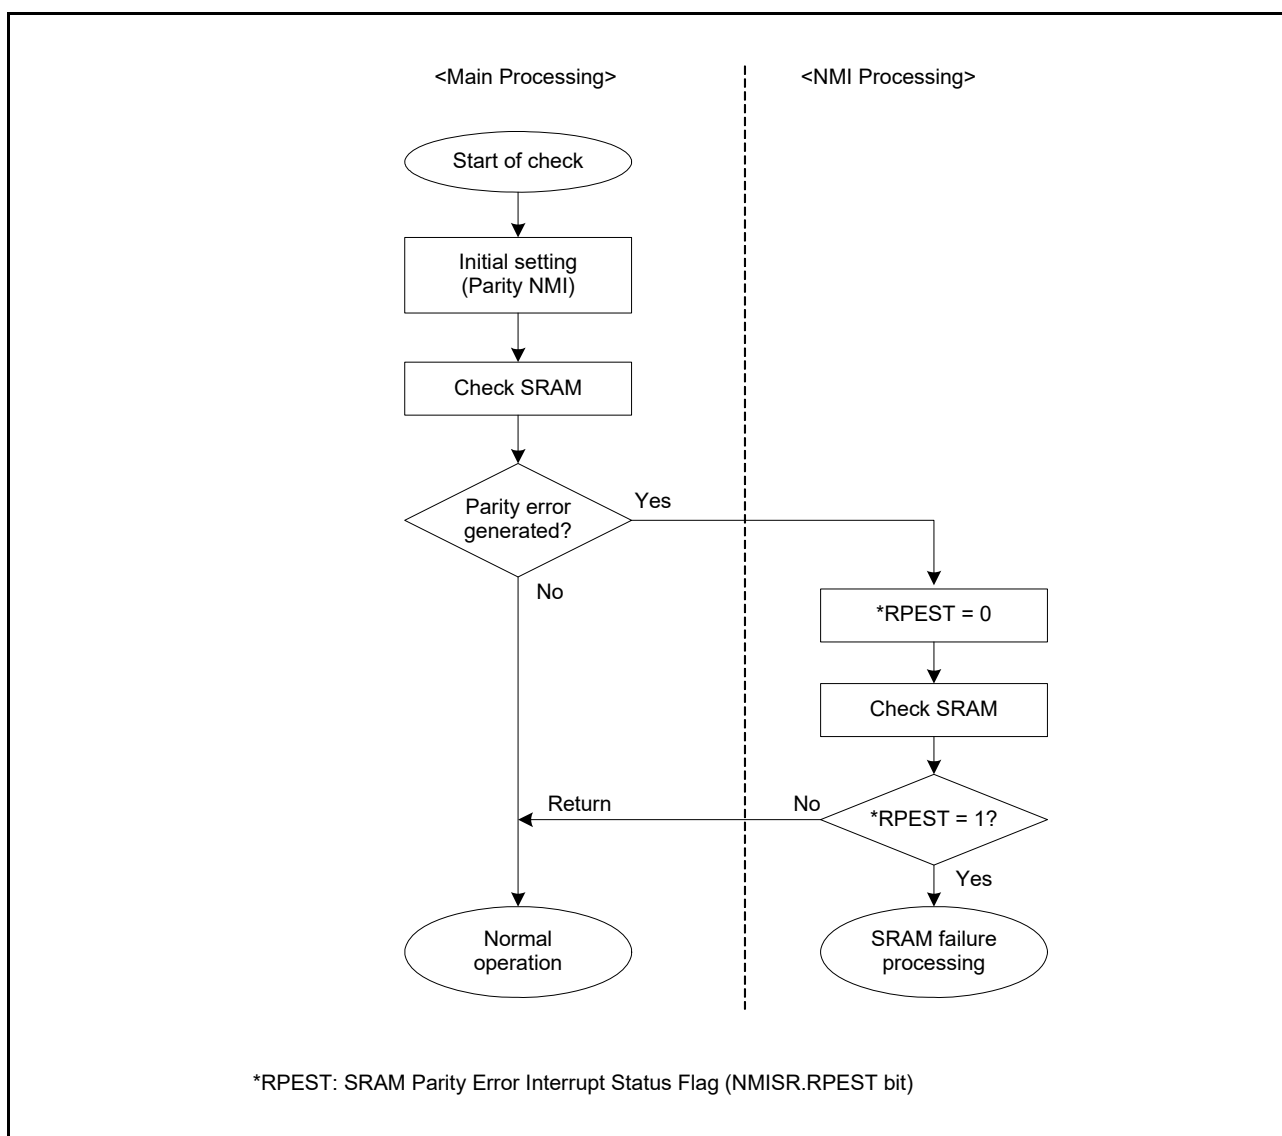 <Main Processing>
<NMI Processing>
Start of check
Initial setting
(Parity NMI)
Check SRAM
Parity error
generated?
Yes
No
*RPEST = 0
Check SRAM
Return
No
*RPEST = 1?
Yes
Normal
operation
SRAM failure
processing
*RPEST: SRAM Parity Error Interrupt Status Flag (NMISR.RPEST bit)